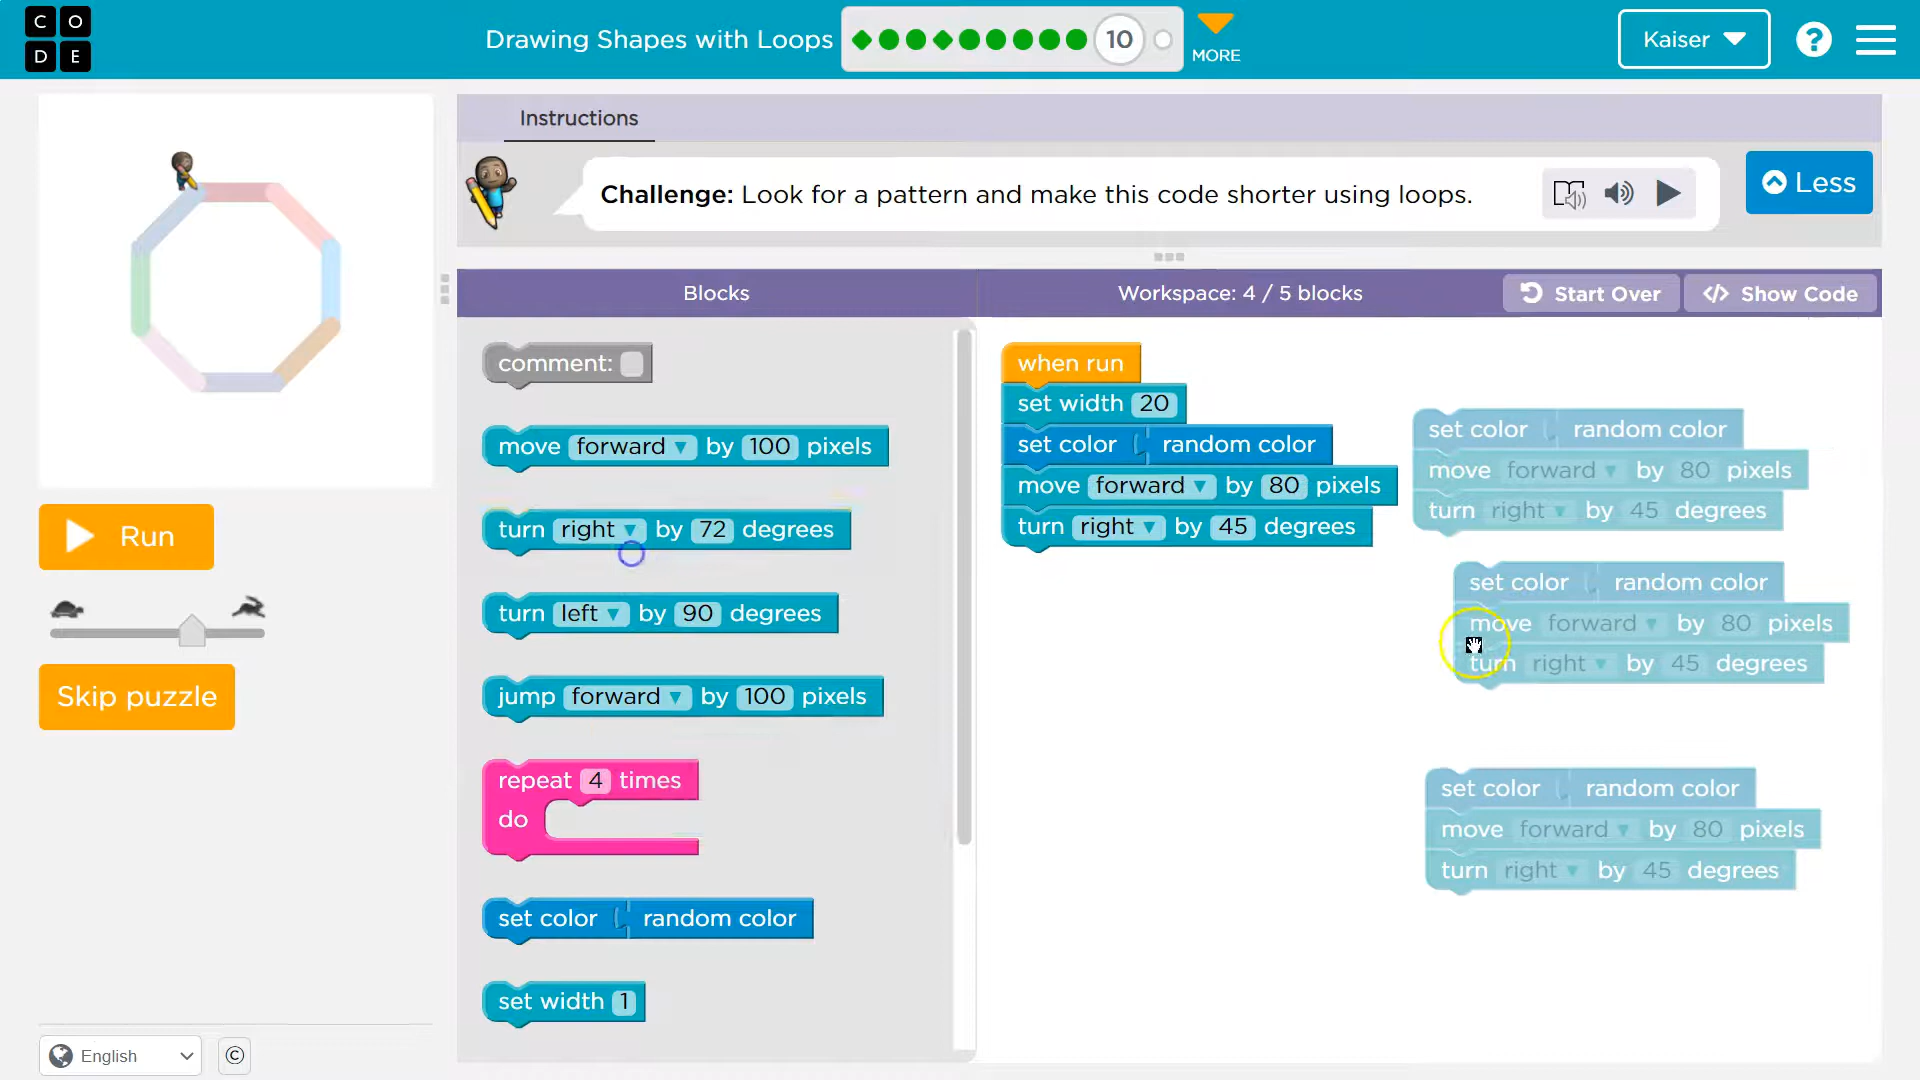 C O
D E
Drawing Shapes with Loops
10
MORE
Kaiser
?
Instructions
Challenge: Look for a pattern and make this code shorter using loops.
Less
Blocks
Workspace: 4 / 5 blocks
Start Over
Show Code
comment:
move forward by 100 pixels
turn right by 72 degrees
turn left by 90 degrees
jump forward by 100 pixels
repeat 4 times
do
set color random color
set width 1
when run
set width 20
set color random color
move forward by 80 pixels
turn right by 45 degrees
set color random color
move forward by 80 pixels
turn right by 45 degrees
set color random color
move forward by 80 pixels
turn right by 45 degrees
set color random color
move forward by 80 pixels
turn right by 45 degrees
Run
Skip puzzle
English
©